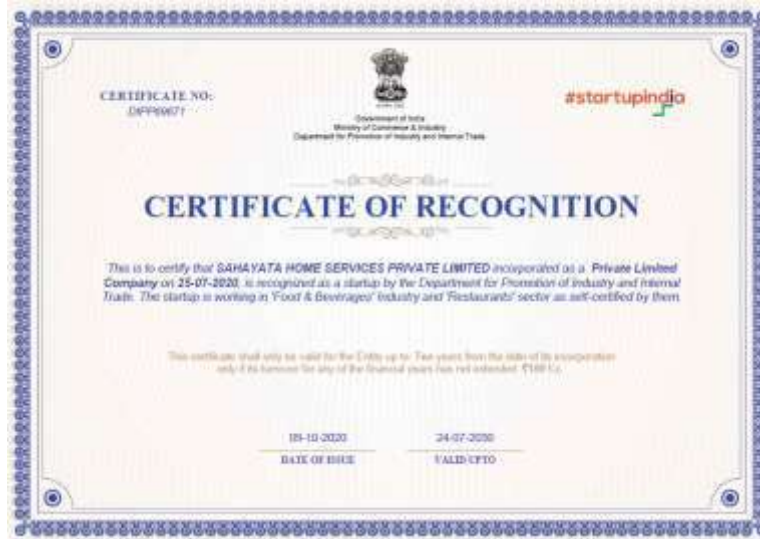 CERTIFICATE NO:
#startupindia
Government of India
Ministry of Commerce & Industry
Department for Promotion of Industry and Internal Trade
CERTIFICATE OF RECOGNITION
This is to certify that SAHAYATA HOME SERVICES PRIVATE LIMITED incorporated as a Private Limited
Company on 25-07-2020, is recognized as a startup by the Department for Promotion of Industry and Internal
Trade. The startup is working in 'Food & Beverages' Industry and 'Restaurants' sector as self-certified by them.
This certificate shall only be valid for the Entity up to Ten years from the date of its incorporation
only if its turnover for any of the financial years has not exceeded ₹100 Cr.
09-10-2020 24-07-2030
DATE OF ISSUE VALID UPTO